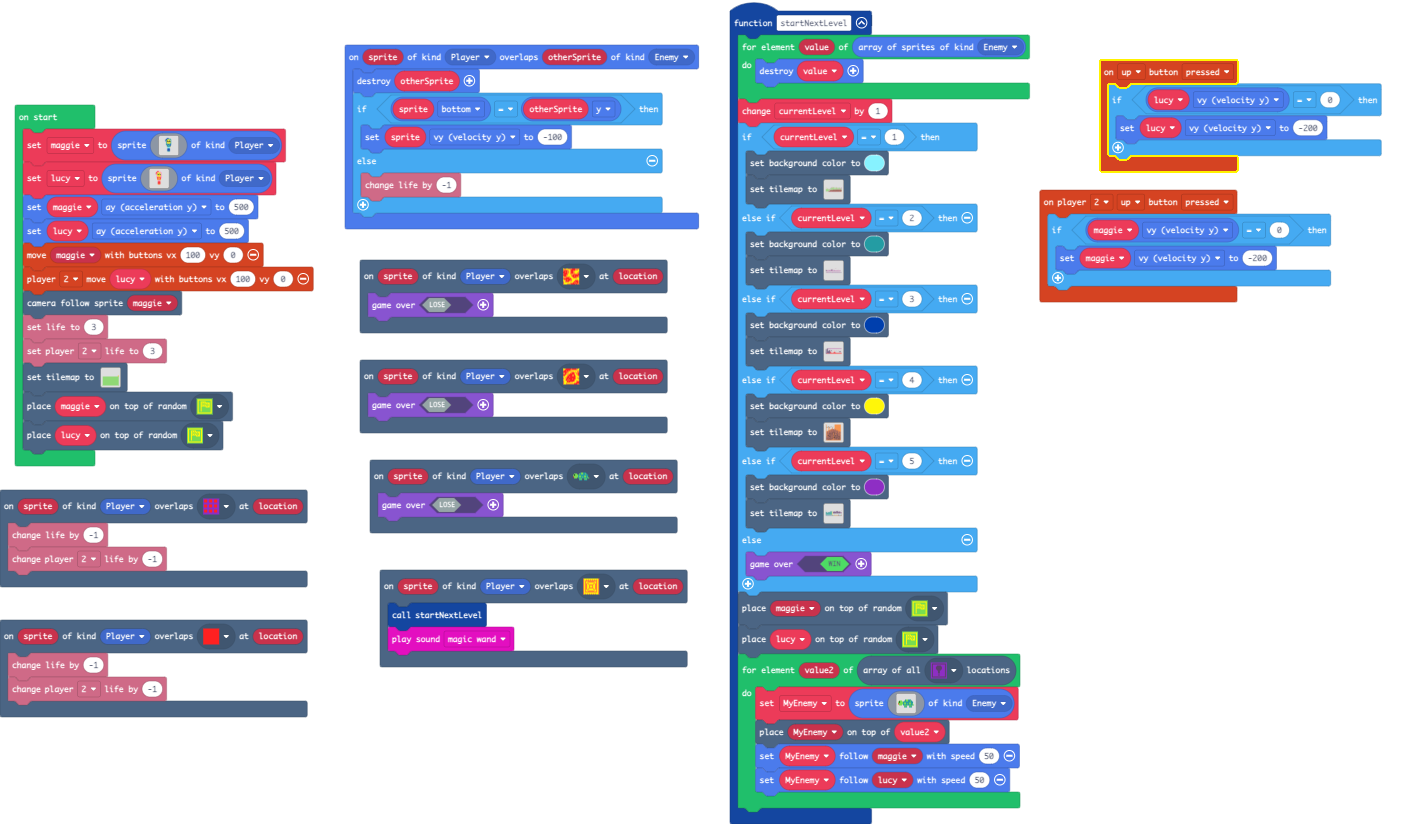 on start
set maggie to sprite of kind Player
set lucy to sprite of kind Player
set maggie ay (acceleration y) to 500
set lucy ay (acceleration y) to 500
move maggie with buttons vx 100 vy 0
player 2 move lucy with buttons vx 100 vy 0
camera follow sprite maggie
set life to 3
set player 2 life to 3
set tilemap to
place maggie on top of random
place lucy on top of random
on sprite of kind Player overlaps at location
change life by -1
change player 2 life by -1
on sprite of kind Player overlaps at location
change life by -1
change player 2 life by -1
on sprite of kind Player overlaps otherSprite of kind Enemy
destroy otherSprite
if sprite bottom = otherSprite y then
set sprite vy (velocity y) to -100
else
change life by -1
on sprite of kind Player overlaps at location
game over LOSE
on sprite of kind Player overlaps at location
game over LOSE
on sprite of kind Player overlaps at location
game over LOSE
on sprite of kind Player overlaps at location
call startNextLevel
play sound magic wand
function startNextLevel
for element value of array of sprites of kind Enemy
do destroy value
change currentLevel by 1
if currentLevel = 1 then
set background color to
set tilemap to
else if currentLevel = 2 then
set background color to
set tilemap to
else if currentLevel = 3 then
set background color to
set tilemap to
else if currentLevel = 4 then
set background color to
set tilemap to
else if currentLevel = 5 then
set background color to
set tilemap to
else
game over WIN
place maggie on top of random
place lucy on top of random
for element value2 of array of all locations
do set MyEnemy to sprite of kind Enemy
place MyEnemy on top of value2
set MyEnemy follow maggie with speed 50
set MyEnemy follow lucy with speed 50
on up button pressed
if lucy vy (velocity y) = 0 then
set lucy vy (velocity y) to -200
on player 2 up button pressed
if maggie vy (velocity y) = 0 then
set maggie vy (velocity y) to -200